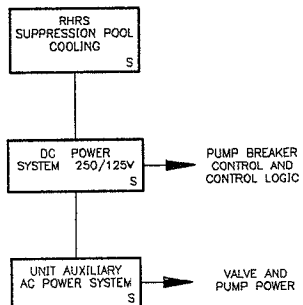 RHRS
SUPPRESSION POOL
COOLING
S
DC POWER
SYSTEM 250/125V
S
PUMP BREAKER
CONTROL AND
CONTROL LOGIC
UNIT AUXILIARY
AC POWER SYSTEM
S
VALVE AND
PUMP POWER